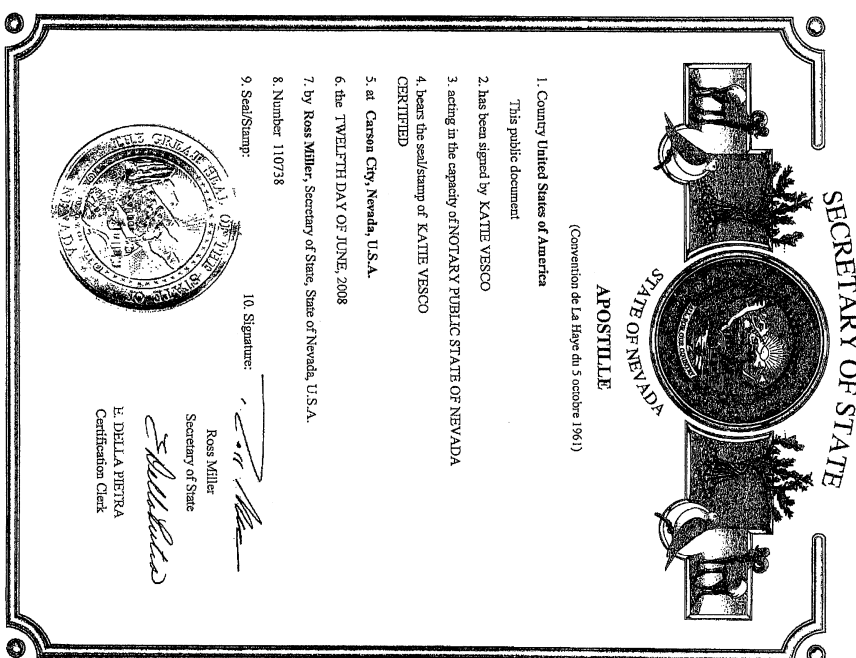 SECRETARY OF STATE
STATE OF NEVADA
APOSTILLE
(Convention de La Haye du 5 octobre 1961)
1. Country United States of America
This public document
2. has been signed by KATIE VESCO
3. acting in the capacity of NOTARY PUBLIC STATE OF NEVADA
4. bears the seal/stamp of KATIE VESCO
CERTIFIED
5. at Carson City, Nevada, U.S.A.
6. the TWELFTH DAY OF JUNE, 2008
7. by Ross Miller, Secretary of State, State of Nevada, U.S.A.
8. Number 110738
9. Seal/Stamp:
10. Signature:
THE GREAT SEAL OF THE STATE OF NEVADA
Ross Miller
Secretary of State
E. DELLA PIETRA
Certification Clerk